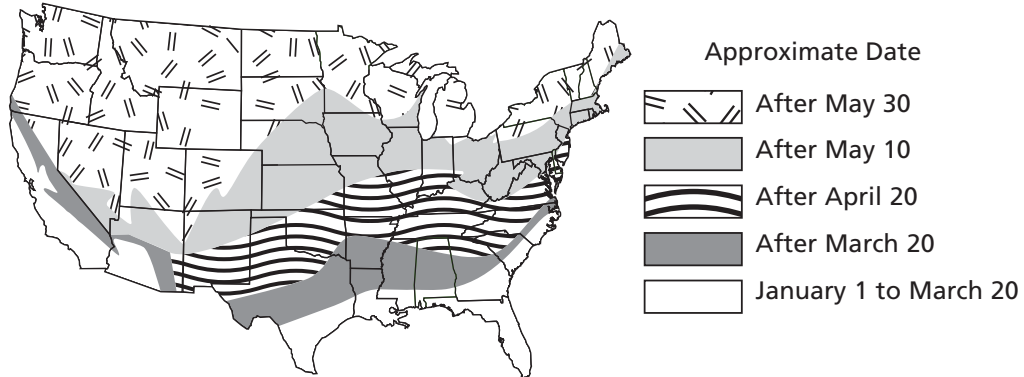 Approximate Date
After May 30
After May 10
After April 20
After March 20
January 1 to March 20